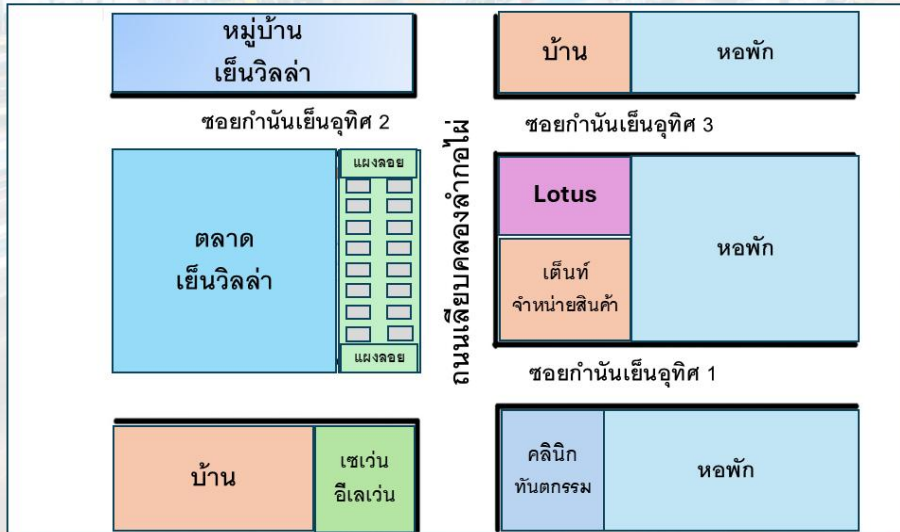 หมู่บ้าน
เย็นวิลล่า
บ้าน
หอพัก
ซอยกำนันเย็นอุทิศ 2
ซอยกำนันเย็นอุทิศ 3
ถนนเลียบคลองลำกอไผ่
แผงลอย
ตลาด
เย็นวิลล่า
แผงลอย
Lotus
เต็นท์
จำหน่ายสินค้า
หอพัก
ซอยกำนันเย็นอุทิศ 1
บ้าน
เซเว่น
อีเลเว่น
คลินิก
ทันตกรรม
หอพัก